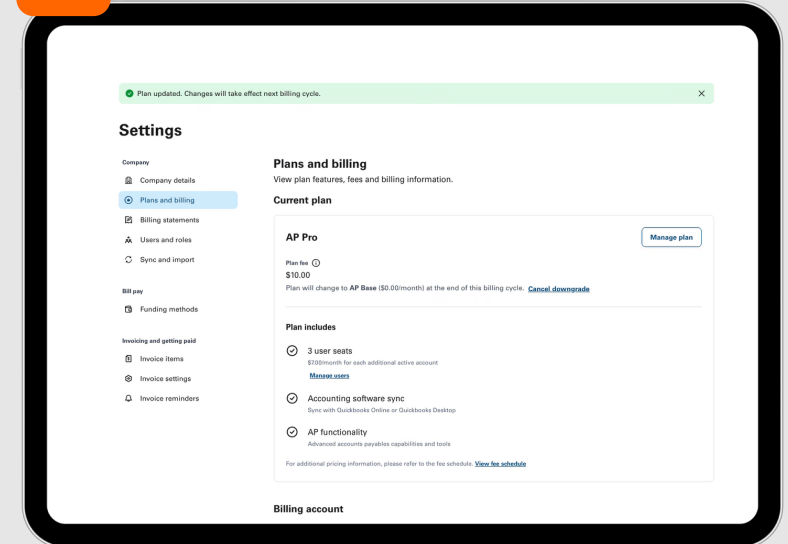 Plan updated. Changes will take effect next billing cycle.
Settings
Company
Company details
Plans and billing
Billing statements
Users and roles
Sync and import
Bill pay
Funding methods
Invoicing and getting paid
Invoice items
Invoice settings
Invoice reminders
Plans and billing
View plan features, fees and billing information.
Current plan
AP Pro
Manage plan
Plan fee
$10.00
Plan will change to AP Base ($0.00/month) at the end of this billing cycle. Cancel downgrade
Plan includes
3 user seats
$7.00/month for each additional active account
Manage users
Accounting software sync
Sync with Quickbooks Online or Quickbooks Desktop
AP functionality
Advanced accounts payables capabilities and tools
For additional pricing information, please refer to the fee schedule. View fee schedule
Billing account